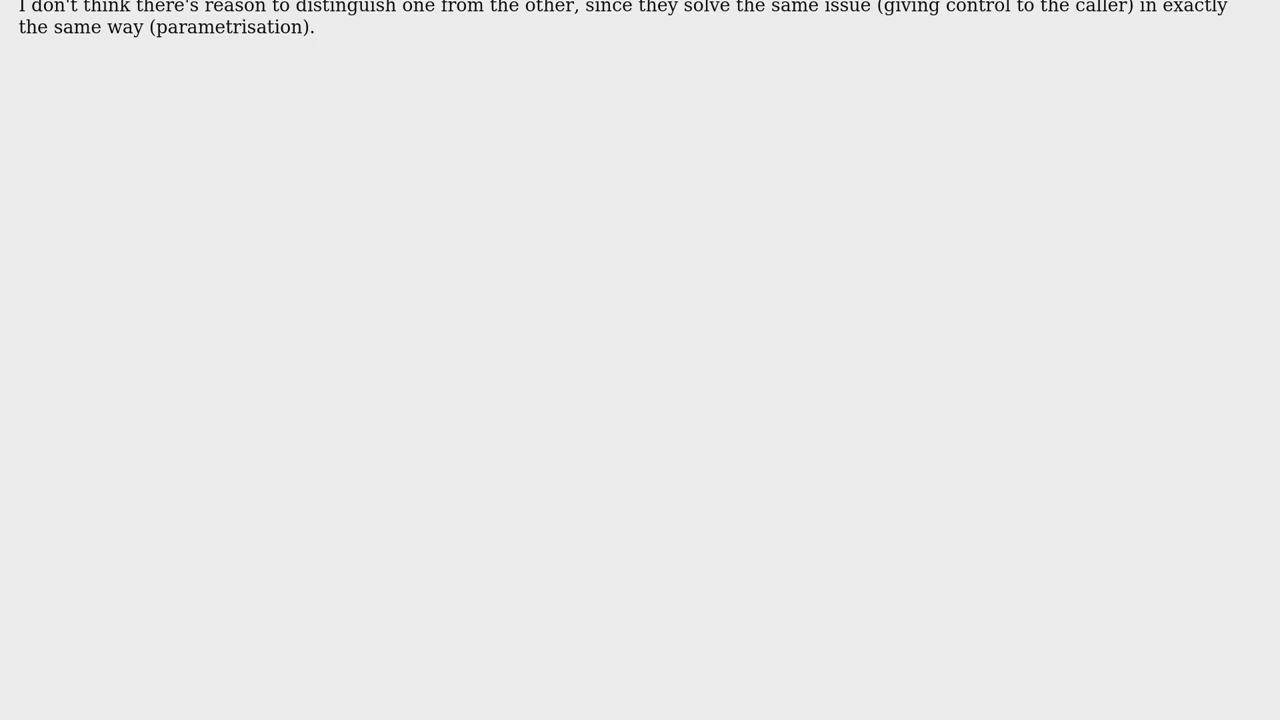 I don't think there's reason to distinguish one from the other, since they solve the same issue (giving control to the caller) in exactly
the same way (parametrisation).